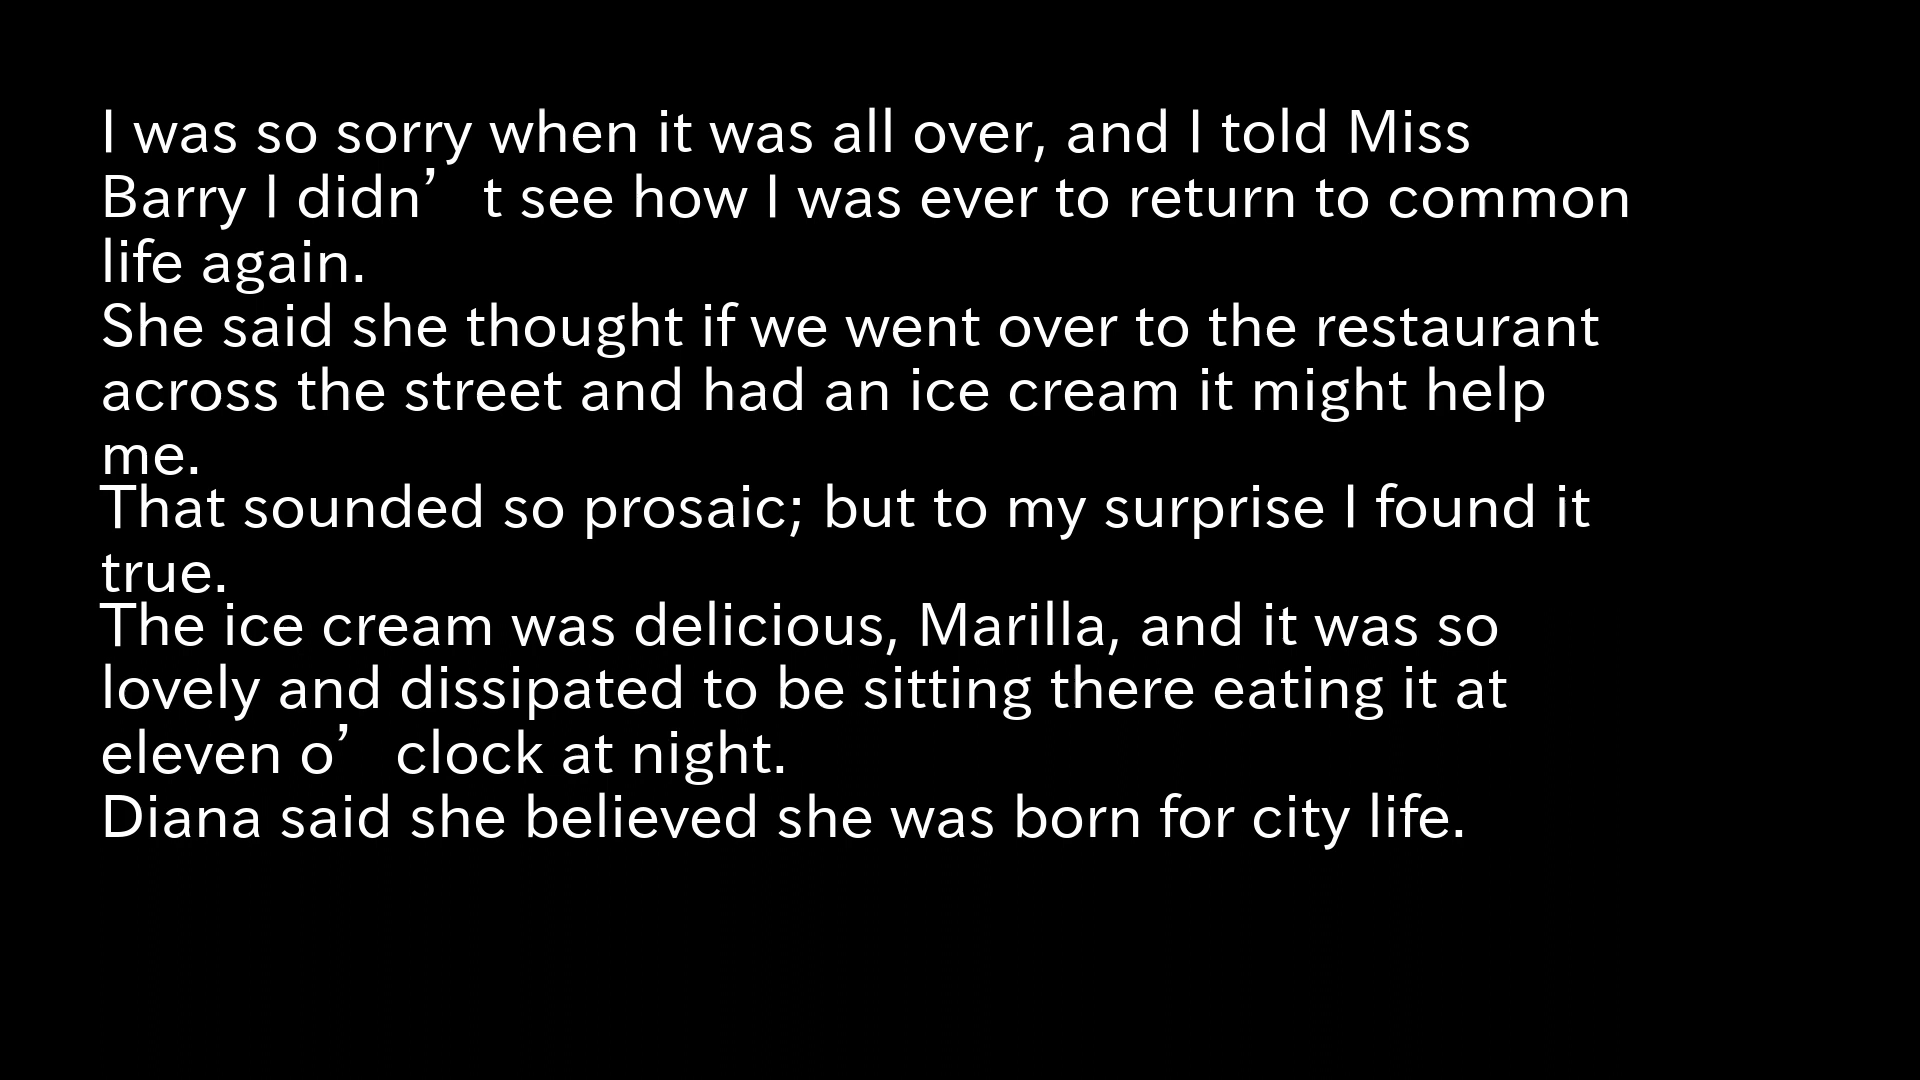 I was so sorry when it was all over, and I told Miss
Barry I didn’t see how I was ever to return to common
life again.
She said she thought if we went over to the restaurant
across the street and had an ice cream it might help
me.
That sounded so prosaic; but to my surprise I found it
true.
The ice cream was delicious, Marilla, and it was so
lovely and dissipated to be sitting there eating it at
eleven o’clock at night.
Diana said she believed she was born for city life.